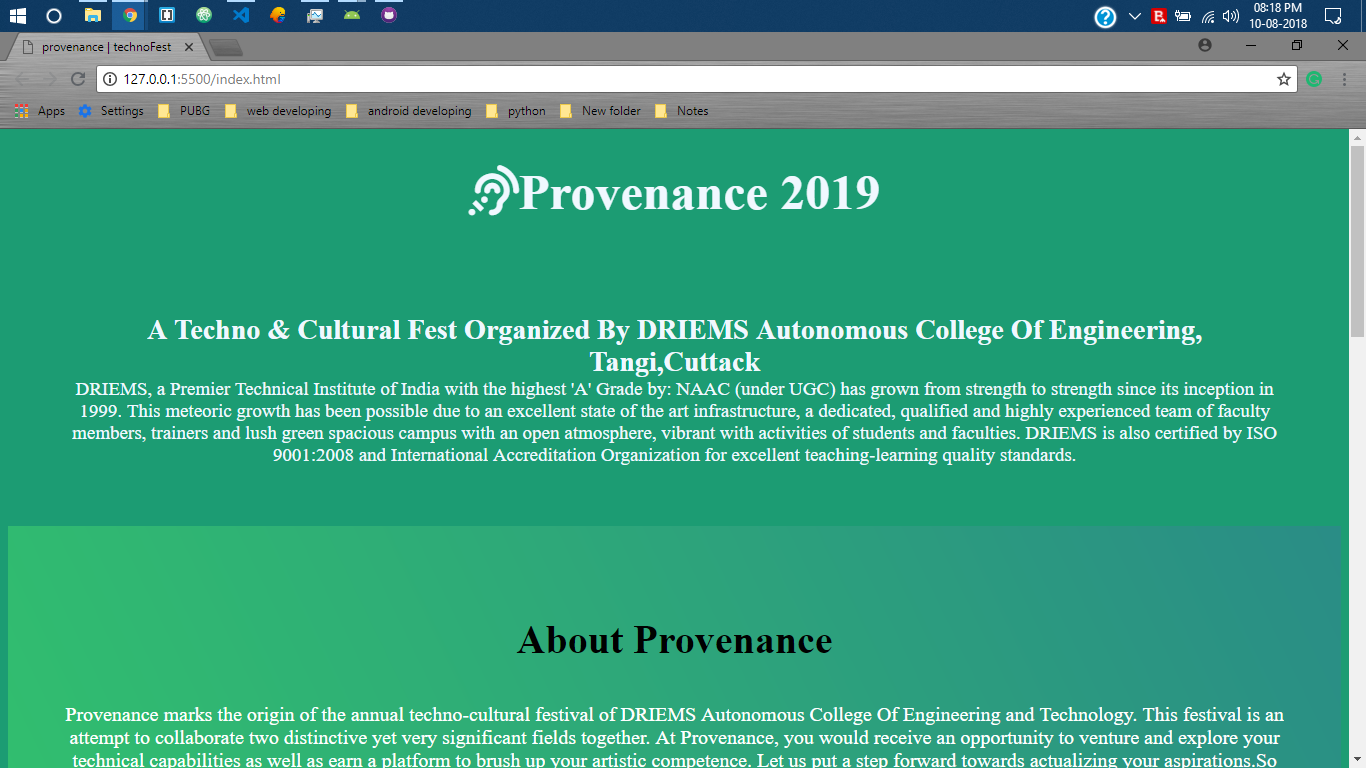 08:18 PM
10-08-2018
provenance | technoFest
127.0.0.1:5500/index.html
Apps Settings PUBG web developing android developing python New folder Notes
Provenance 2019
A Techno & Cultural Fest Organized By DRIEMS Autonomous College Of Engineering,
Tangi,Cuttack
DRIEMS, a Premier Technical Institute of India with the highest 'A' Grade by: NAAC (under UGC) has grown from strength to strength since its inception in
1999. This meteoric growth has been possible due to an excellent state of the art infrastructure, a dedicated, qualified and highly experienced team of faculty
members, trainers and lush green spacious campus with an open atmosphere, vibrant with activities of students and faculties. DRIEMS is also certified by ISO
9001:2008 and International Accreditation Organization for excellent teaching-learning quality standards.
About Provenance
Provenance marks the origin of the annual techno-cultural festival of DRIEMS Autonomous College Of Engineering and Technology. This festival is an
attempt to collaborate two distinctive yet very significant fields together. At Provenance, you would receive an opportunity to venture and explore your
technical capabilities as well as earn a platform to brush up your artistic competence. Let us put a step forward towards actualizing your aspirations.So